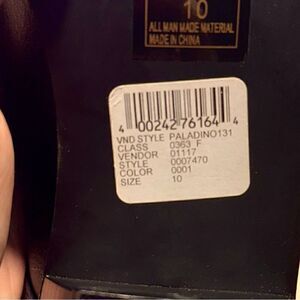 10
ALL MAN MADE MATERIAL
MADE IN CHINA
4 00242 76164 4
VND STYLE PALADINO131
CLASS 0363 F
VENDOR 01117
STYLE 0007470
COLOR 0001
SIZE 10